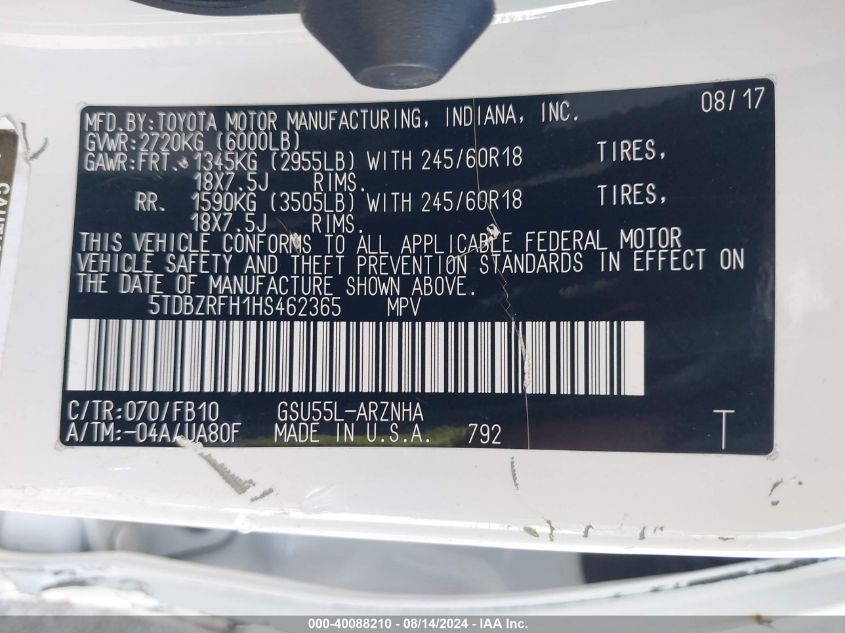 MFD.BY:TOYOTA MOTOR MANUFACTURING, INDIANA, INC. 08/17
GVWR:2720KG (6000LB)
GAWR:FRT. 1345KG (2955LB) WITH 245/60R18 TIRES,
18X7.5J RIMS.
RR. 1590KG (3505LB) WITH 245/60R18 TIRES,
18X7.5J RIMS.
THIS VEHICLE CONFORMS TO ALL APPLICABLE FEDERAL MOTOR
VEHICLE SAFETY AND THEFT PREVENTION STANDARDS IN EFFECT ON
THE DATE OF MANUFACTURE SHOWN ABOVE.
5TDBZRFH1HS462365 MPV
C/TR:070/FB10 GSU55L-ARZNHA
A/TM:-04A/UA80F MADE IN U.S.A. 792 T
000-40088210 - 08/14/2024 - IAA Inc.